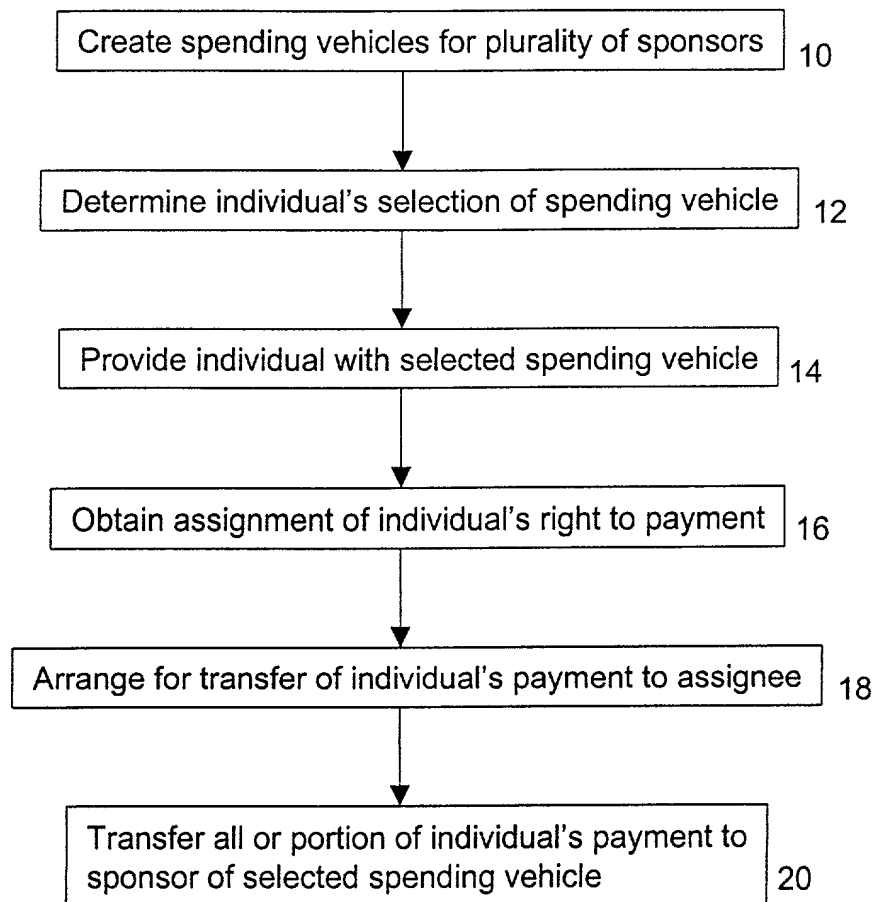 Create spending vehicles for plurality of sponsors
10
Determine individual's selection of spending vehicle
12
Provide individual with selected spending vehicle
14
Obtain assignment of individual's right to payment
16
Arrange for transfer of individual's payment to assignee
18
Transfer all or portion of individual's payment to
sponsor of selected spending vehicle
20